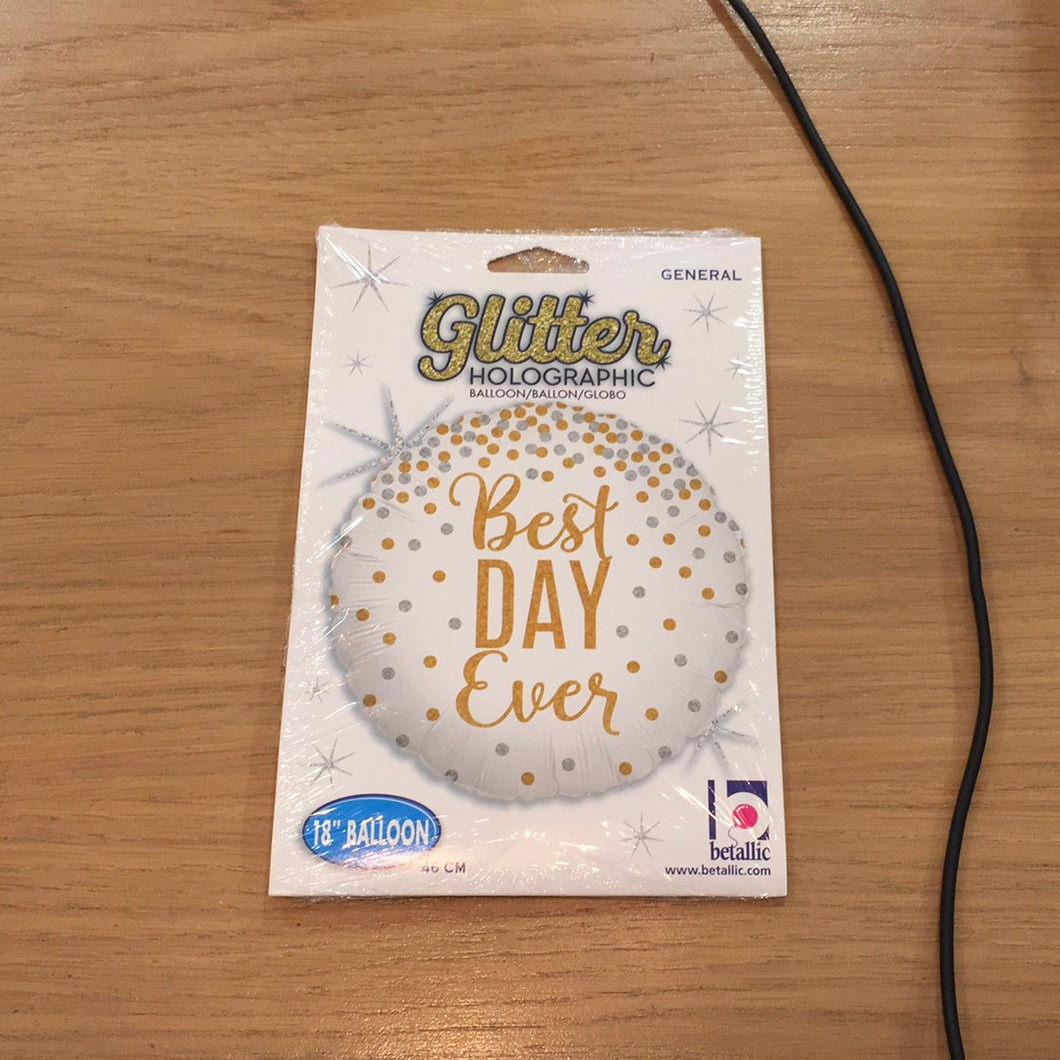 GENERAL
Glitter
HOLOGRAPHIC
BALLOON/BALLON/GLOBO
Best
DAY
Ever
18" BALLOON
46 CM
betallic
www.betallic.com